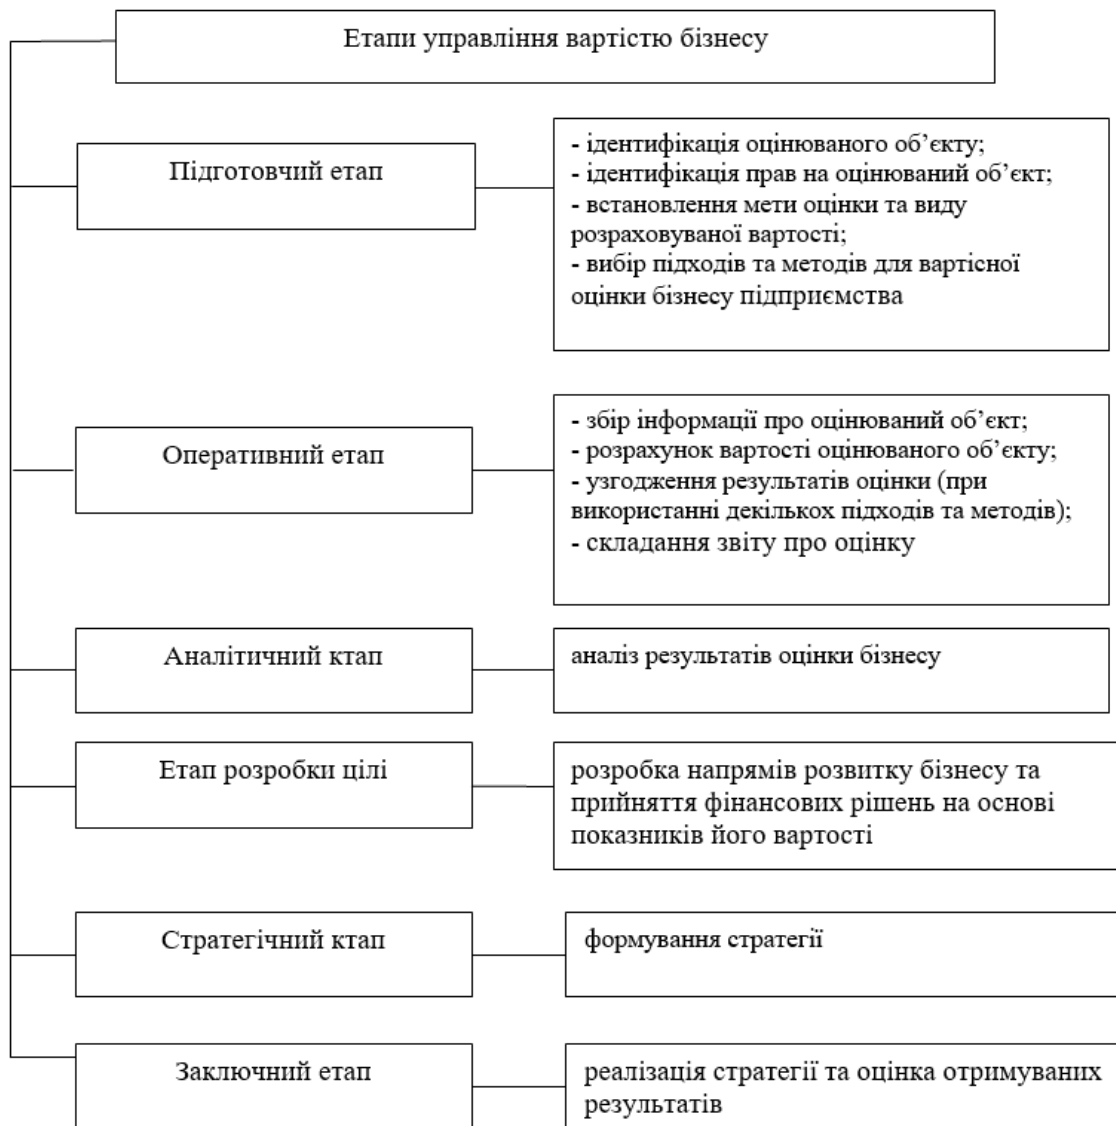 Етапи управління вартістю бізнесу
Підготовчий етап
- ідентифікація оцінюваного об’єкту;
- ідентифікація прав на оцінюваний об’єкт;
- встановлення мети оцінки та виду
розраховуваної вартості;
- вибір підходів та методів для вартісної
оцінки бізнесу підприємства
Оперативний етап
- збір інформації про оцінюваний об’єкт;
- розрахунок вартості оцінюваного об’єкту;
- узгодження результатів оцінки (при
використанні декількох підходів та методів);
- складання звіту про оцінку
Аналітичний ктап
аналіз результатів оцінки бізнесу
Етап розробки цілі
розробка напрямів розвитку бізнесу та
прийняття фінансових рішень на основі
показників його вартості
Стратегічний ктап
формування стратегії
Заключний етап
реалізація стратегії та оцінка отримуваних
результатів